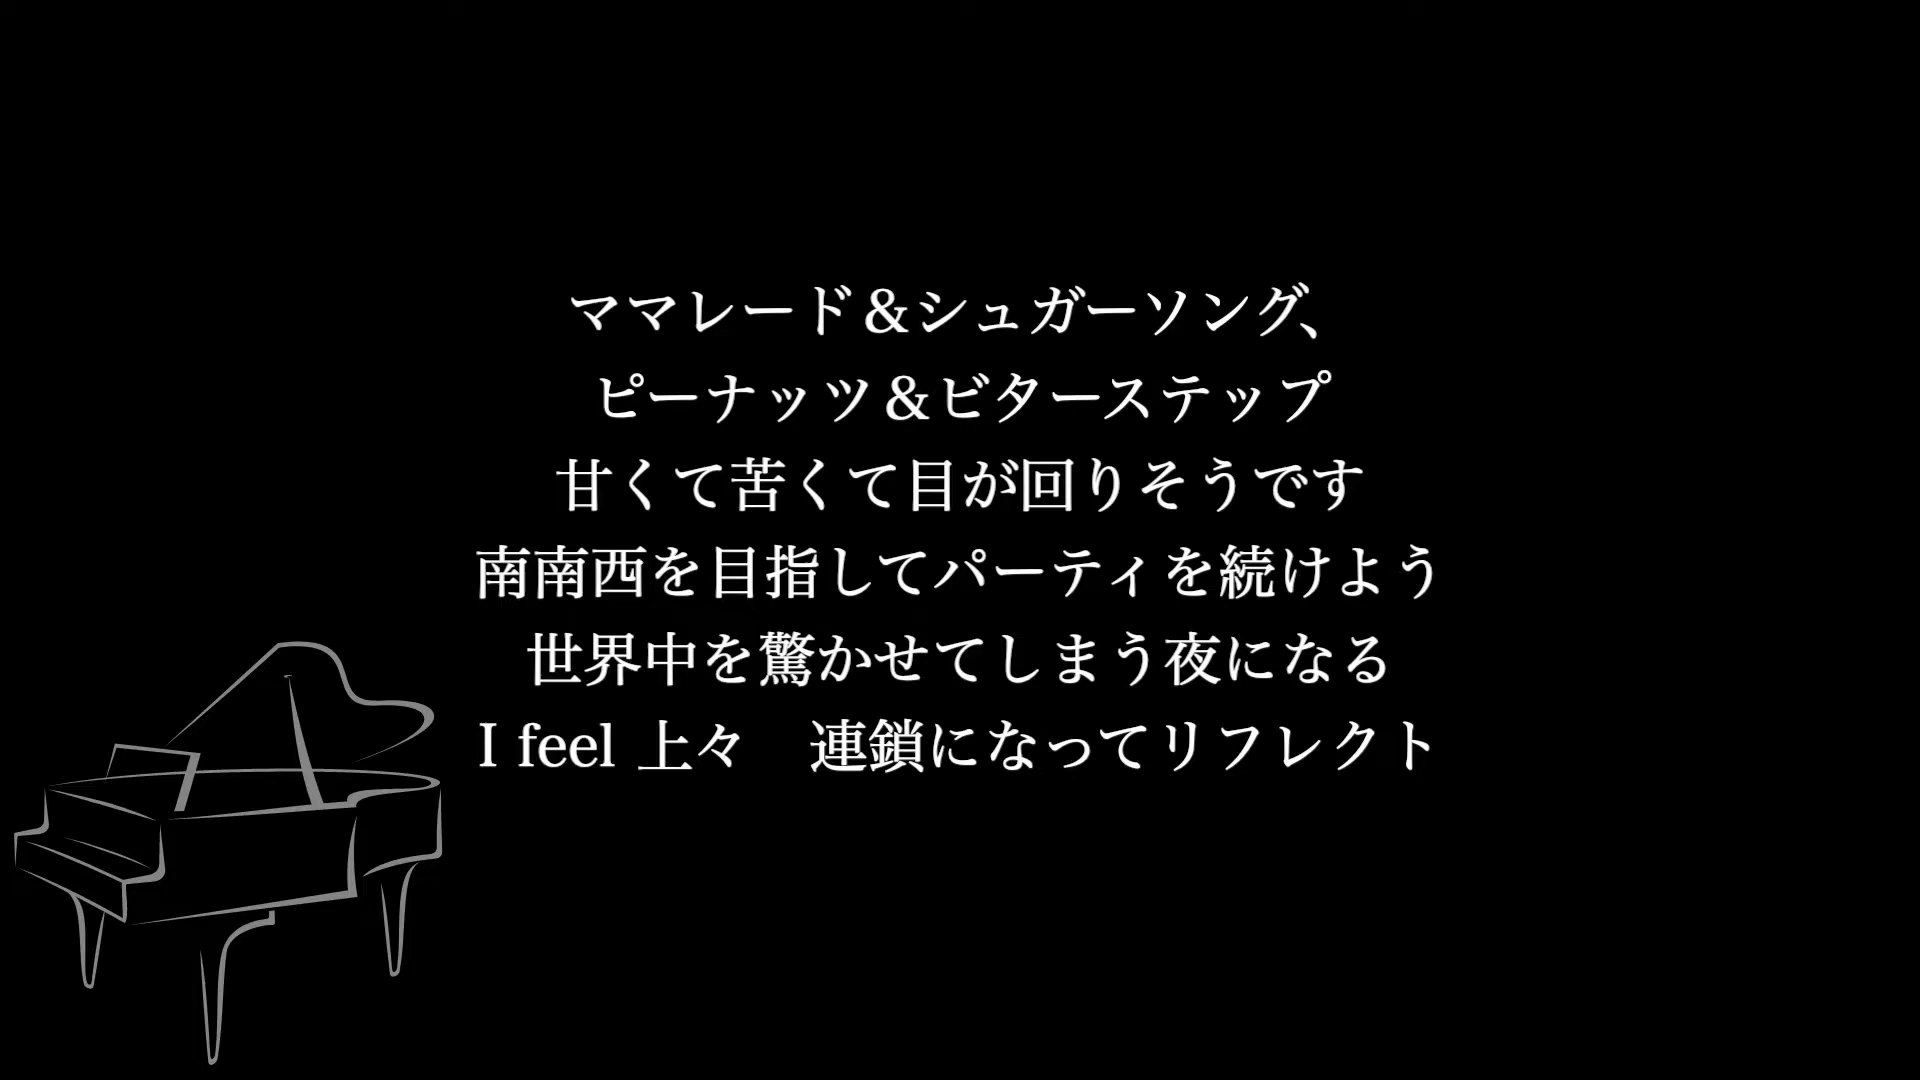 ママレード＆シュガーソング、
ピーナッツ＆ビターステップ
甘くて苦くて目が回りそうです
南南西を目指してパーティを続けよう
世界中を驚かせてしまう夜になる
I feel 上々　連鎖になってリフレクト